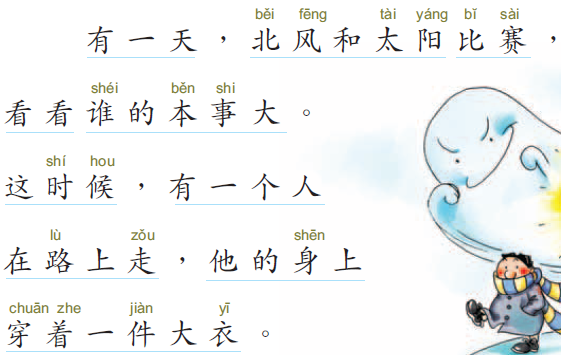 běi fēng tài yáng bǐ sài
有一天，北风和太阳比赛，
shéi běn shi
看看谁的本事大。
shí hou
这时候，有一个人
lù zǒu shēn
在路上走，他的身上
chuān zhe jiàn yī
穿着一件大衣。